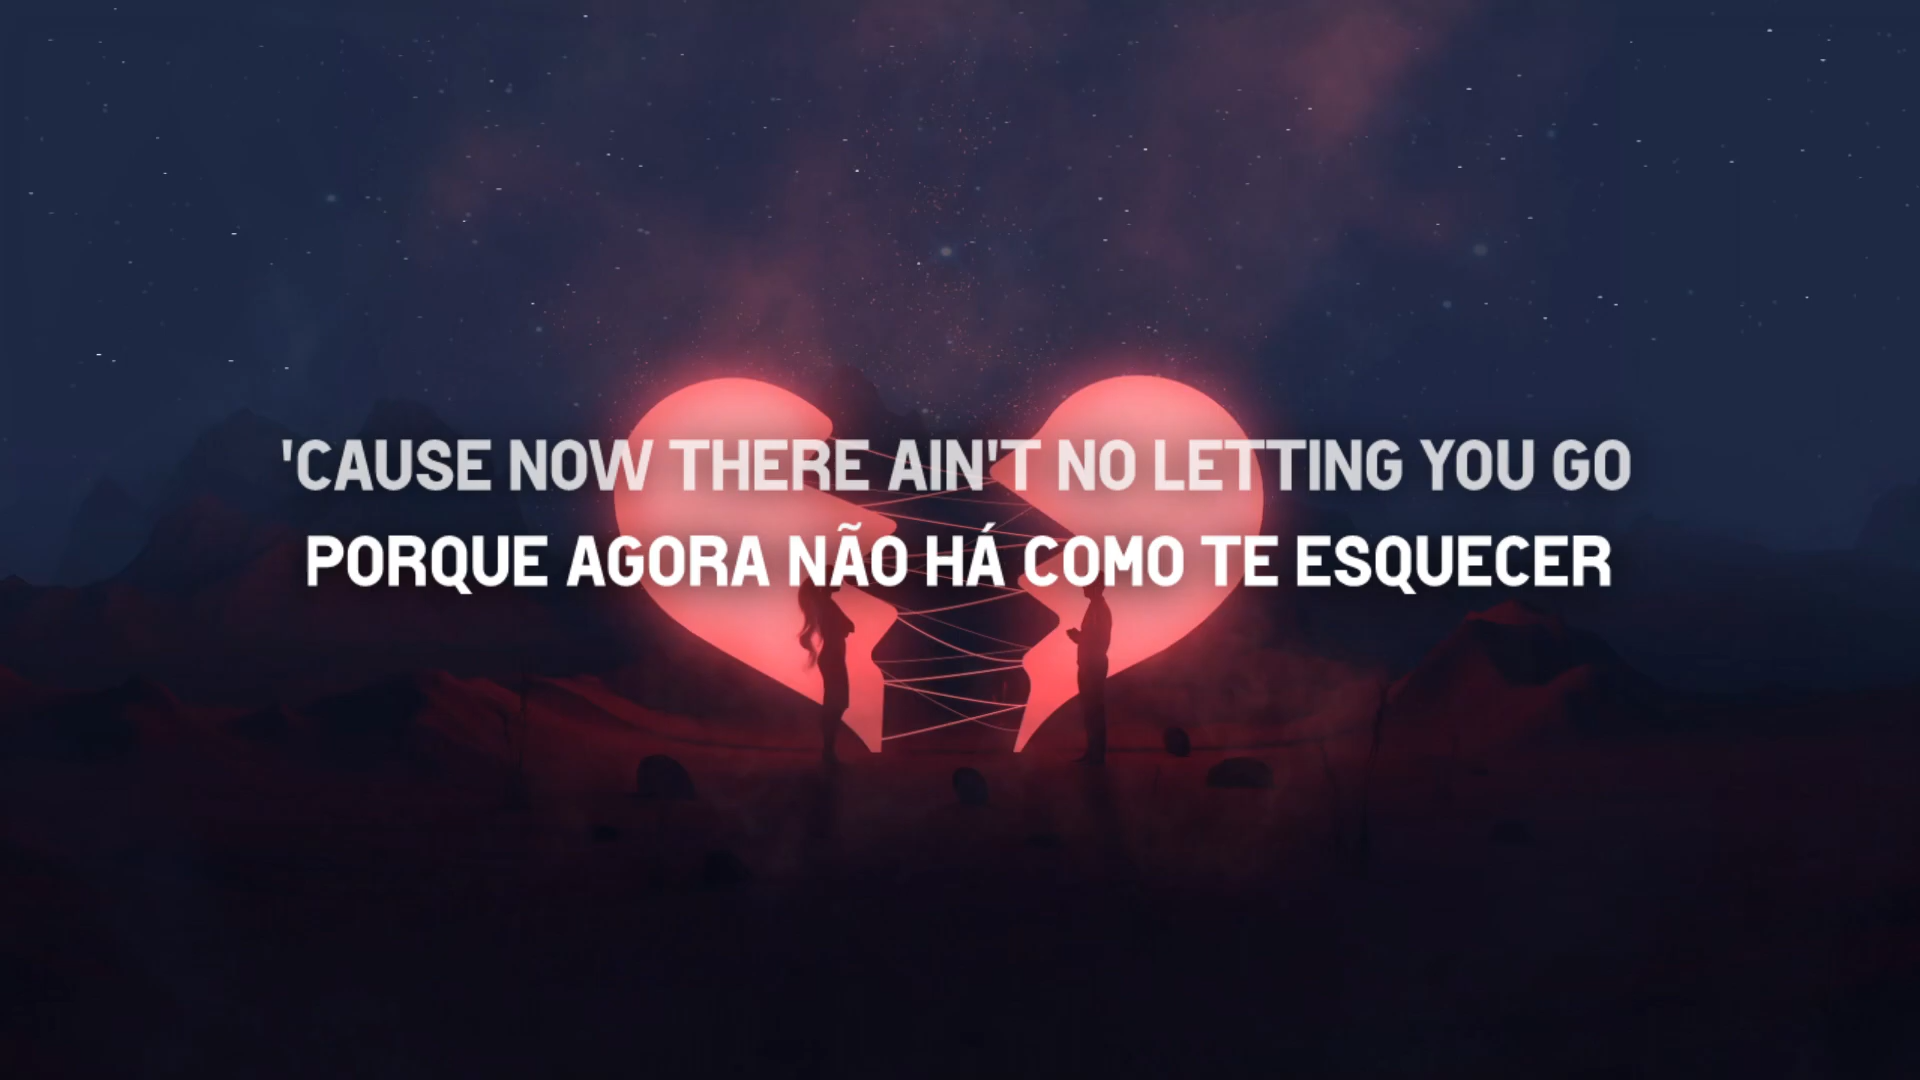 'CAUSE NOW THERE AIN'T NO LETTING YOU GO
PORQUE AGORA NÃO HÁ COMO TE ESQUECER